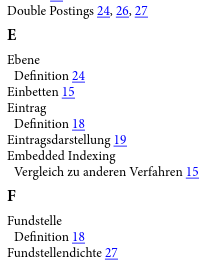 Double Postings 24, 26, 27
E
Ebene
Definition 24
Einbetten 15
Eintrag
Definition 18
Eintragsdarstellung 19
Embedded Indexing
Vergleich zu anderen Verfahren 15
F
Fundstelle
Definition 18
Fundstellendichte 27